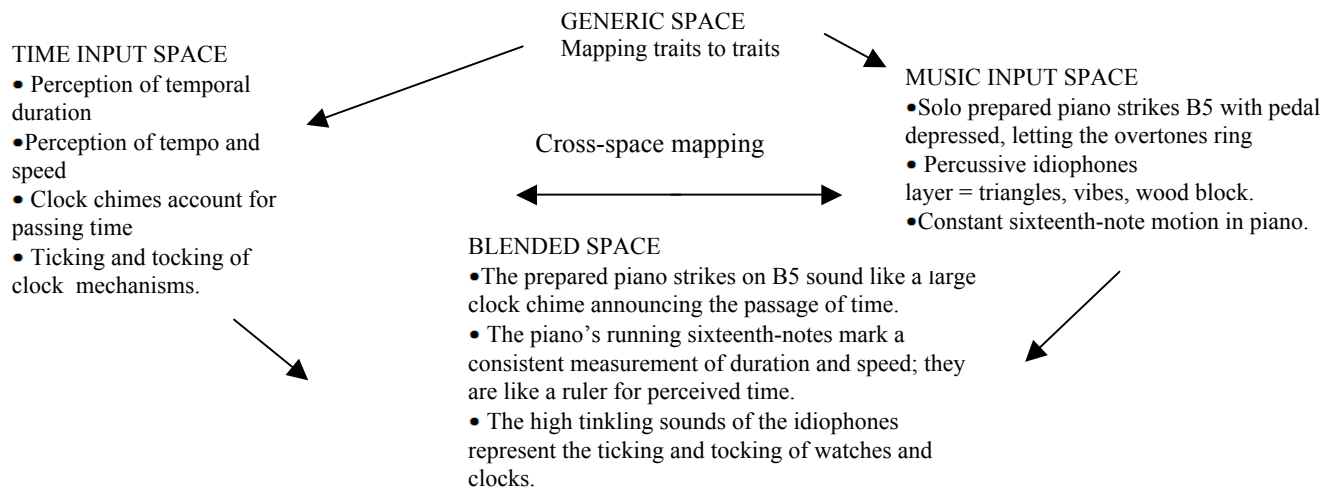 GENERIC SPACE
Mapping traits to traits
TIME INPUT SPACE
• Perception of temporal
duration
•Perception of tempo and
speed
• Clock chimes account for
passing time
• Ticking and tocking of
clock mechanisms.
MUSIC INPUT SPACE
•Solo prepared piano strikes B5 with pedal
depressed, letting the overtones ring
• Percussive idiophones
layer = triangles, vibes, wood block.
•Constant sixteenth-note motion in piano.
Cross-space mapping
BLENDED SPACE
•The prepared piano strikes on B5 sound like a large
clock chime announcing the passage of time.
• The piano’s running sixteenth-notes mark a
consistent measurement of duration and speed; they
are like a ruler for perceived time.
• The high tinkling sounds of the idiophones
represent the ticking and tocking of watches and
clocks.